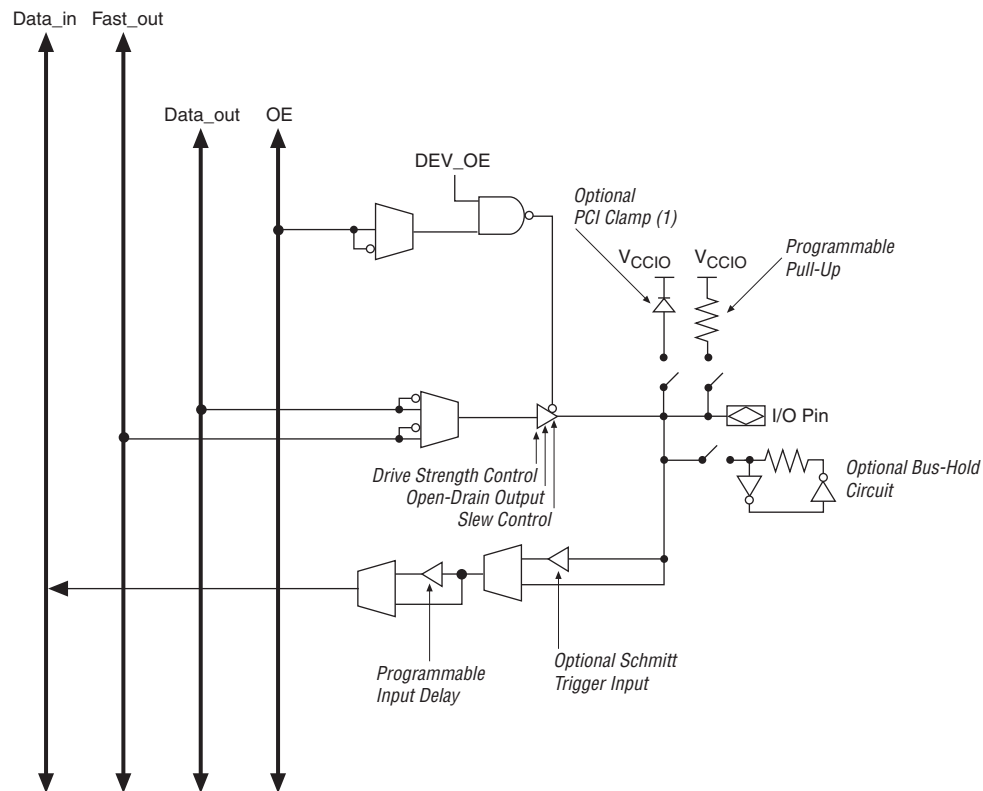 Data_in Fast_out
Data_out OE
DEV_OE
Optional
PCI Clamp (1)
VCCIO VCCIO
Programmable
Pull-Up
I/O Pin
Drive Strength Control
Open-Drain Output
Slew Control
Optional Bus-Hold
Circuit
Programmable
Input Delay
Optional Schmitt
Trigger Input